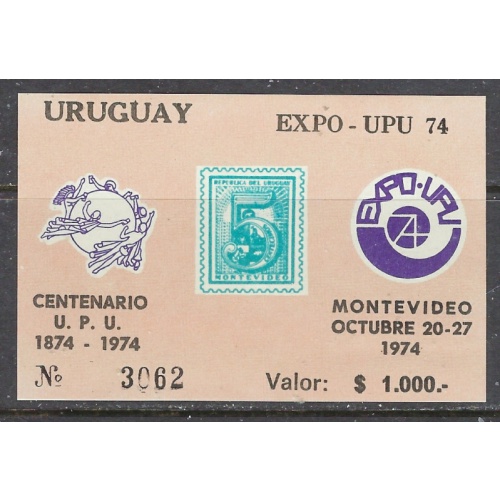 URUGUAY
EXPO - UPU 74
REPUBLICA DEL URUGUAY
5
MONTEVIDEO
EXPO-UPU
74
CENTENARIO
U. P. U.
1874 - 1974
MONTEVIDEO
OCTUBRE 20-27
1974
Nº 3062
Valor: $ 1.000.-